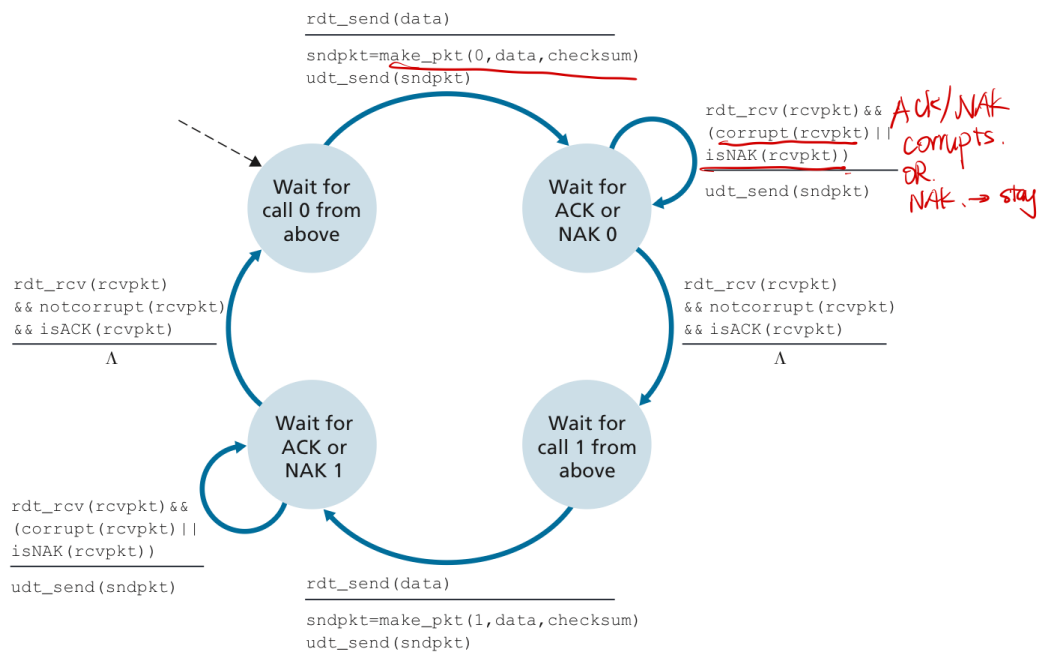 rdt_send(data)
sndpkt=make_pkt(0,data,checksum)
udt_send(sndpkt)
rdt_rcv(rcvpkt)&&
(corrupt(rcvpkt)||
isNAK(rcvpkt))
udt_send(sndpkt)
Ack/NAK
corrupts.
OR.
NAK. → stay
Wait for
call 0 from
above
Wait for
ACK or
NAK 0
rdt_rcv(rcvpkt)
&& notcorrupt(rcvpkt)
&& isACK(rcvpkt)
Λ
rdt_rcv(rcvpkt)
&& notcorrupt(rcvpkt)
&& isACK(rcvpkt)
Λ
Wait for
ACK or
NAK 1
Wait for
call 1 from
above
rdt_rcv(rcvpkt)&&
(corrupt(rcvpkt)||
isNAK(rcvpkt))
udt_send(sndpkt)
rdt_send(data)
sndpkt=make_pkt(1,data,checksum)
udt_send(sndpkt)